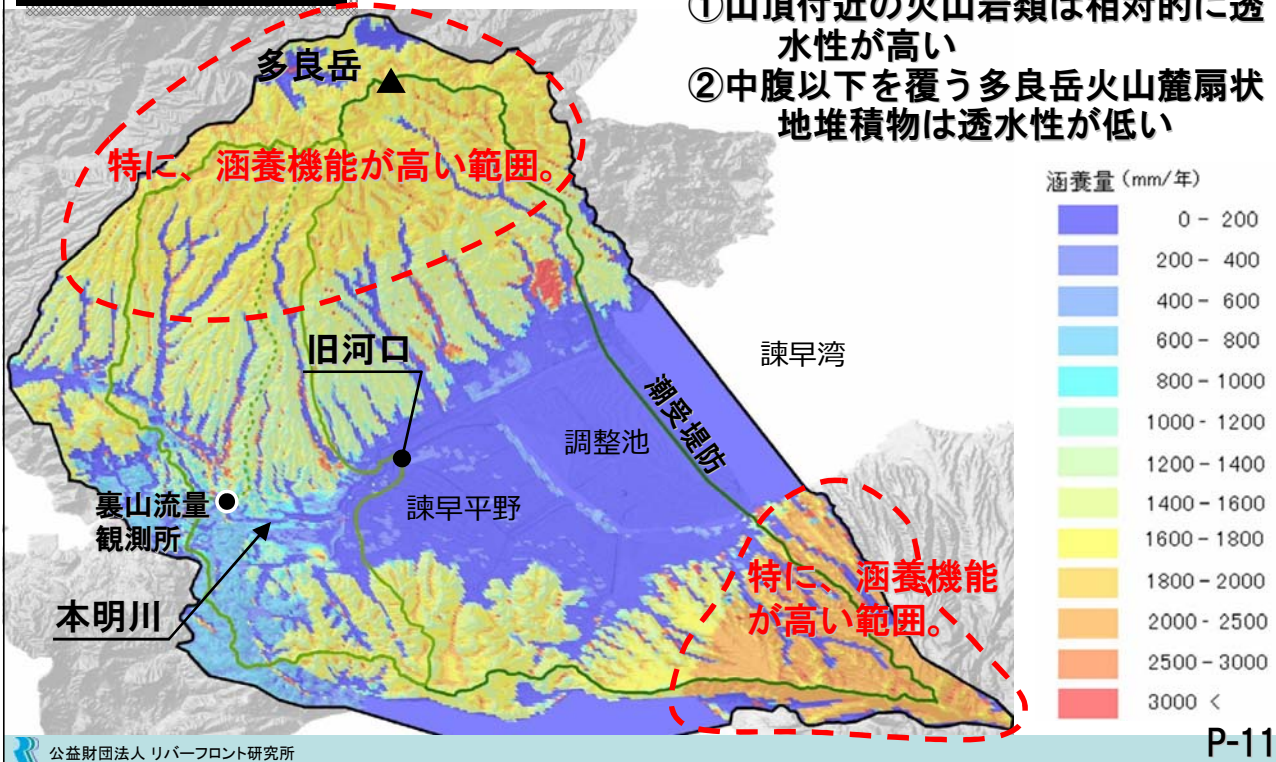 ①山頂付近の火山岩類は相対的に透
水性が高い
②中腹以下を覆う多良岳火山麓扇状
地堆積物は透水性が低い
多良岳
特に、涵養機能が高い範囲。
涵養量(mm/年)
0 - 200
200 - 400
400 - 600
600 - 800
800 - 1000
1000 - 1200
1200 - 1400
1400 - 1600
1600 - 1800
1800 - 2000
2000 - 2500
2500 - 3000
3000 <
旧河口
諫早湾
潮受堤防
調整池
諫早平野
裏山流量
観測所
本明川
特に、涵養機能
が高い範囲。
公益財団法人 リバーフロント研究所
P-11